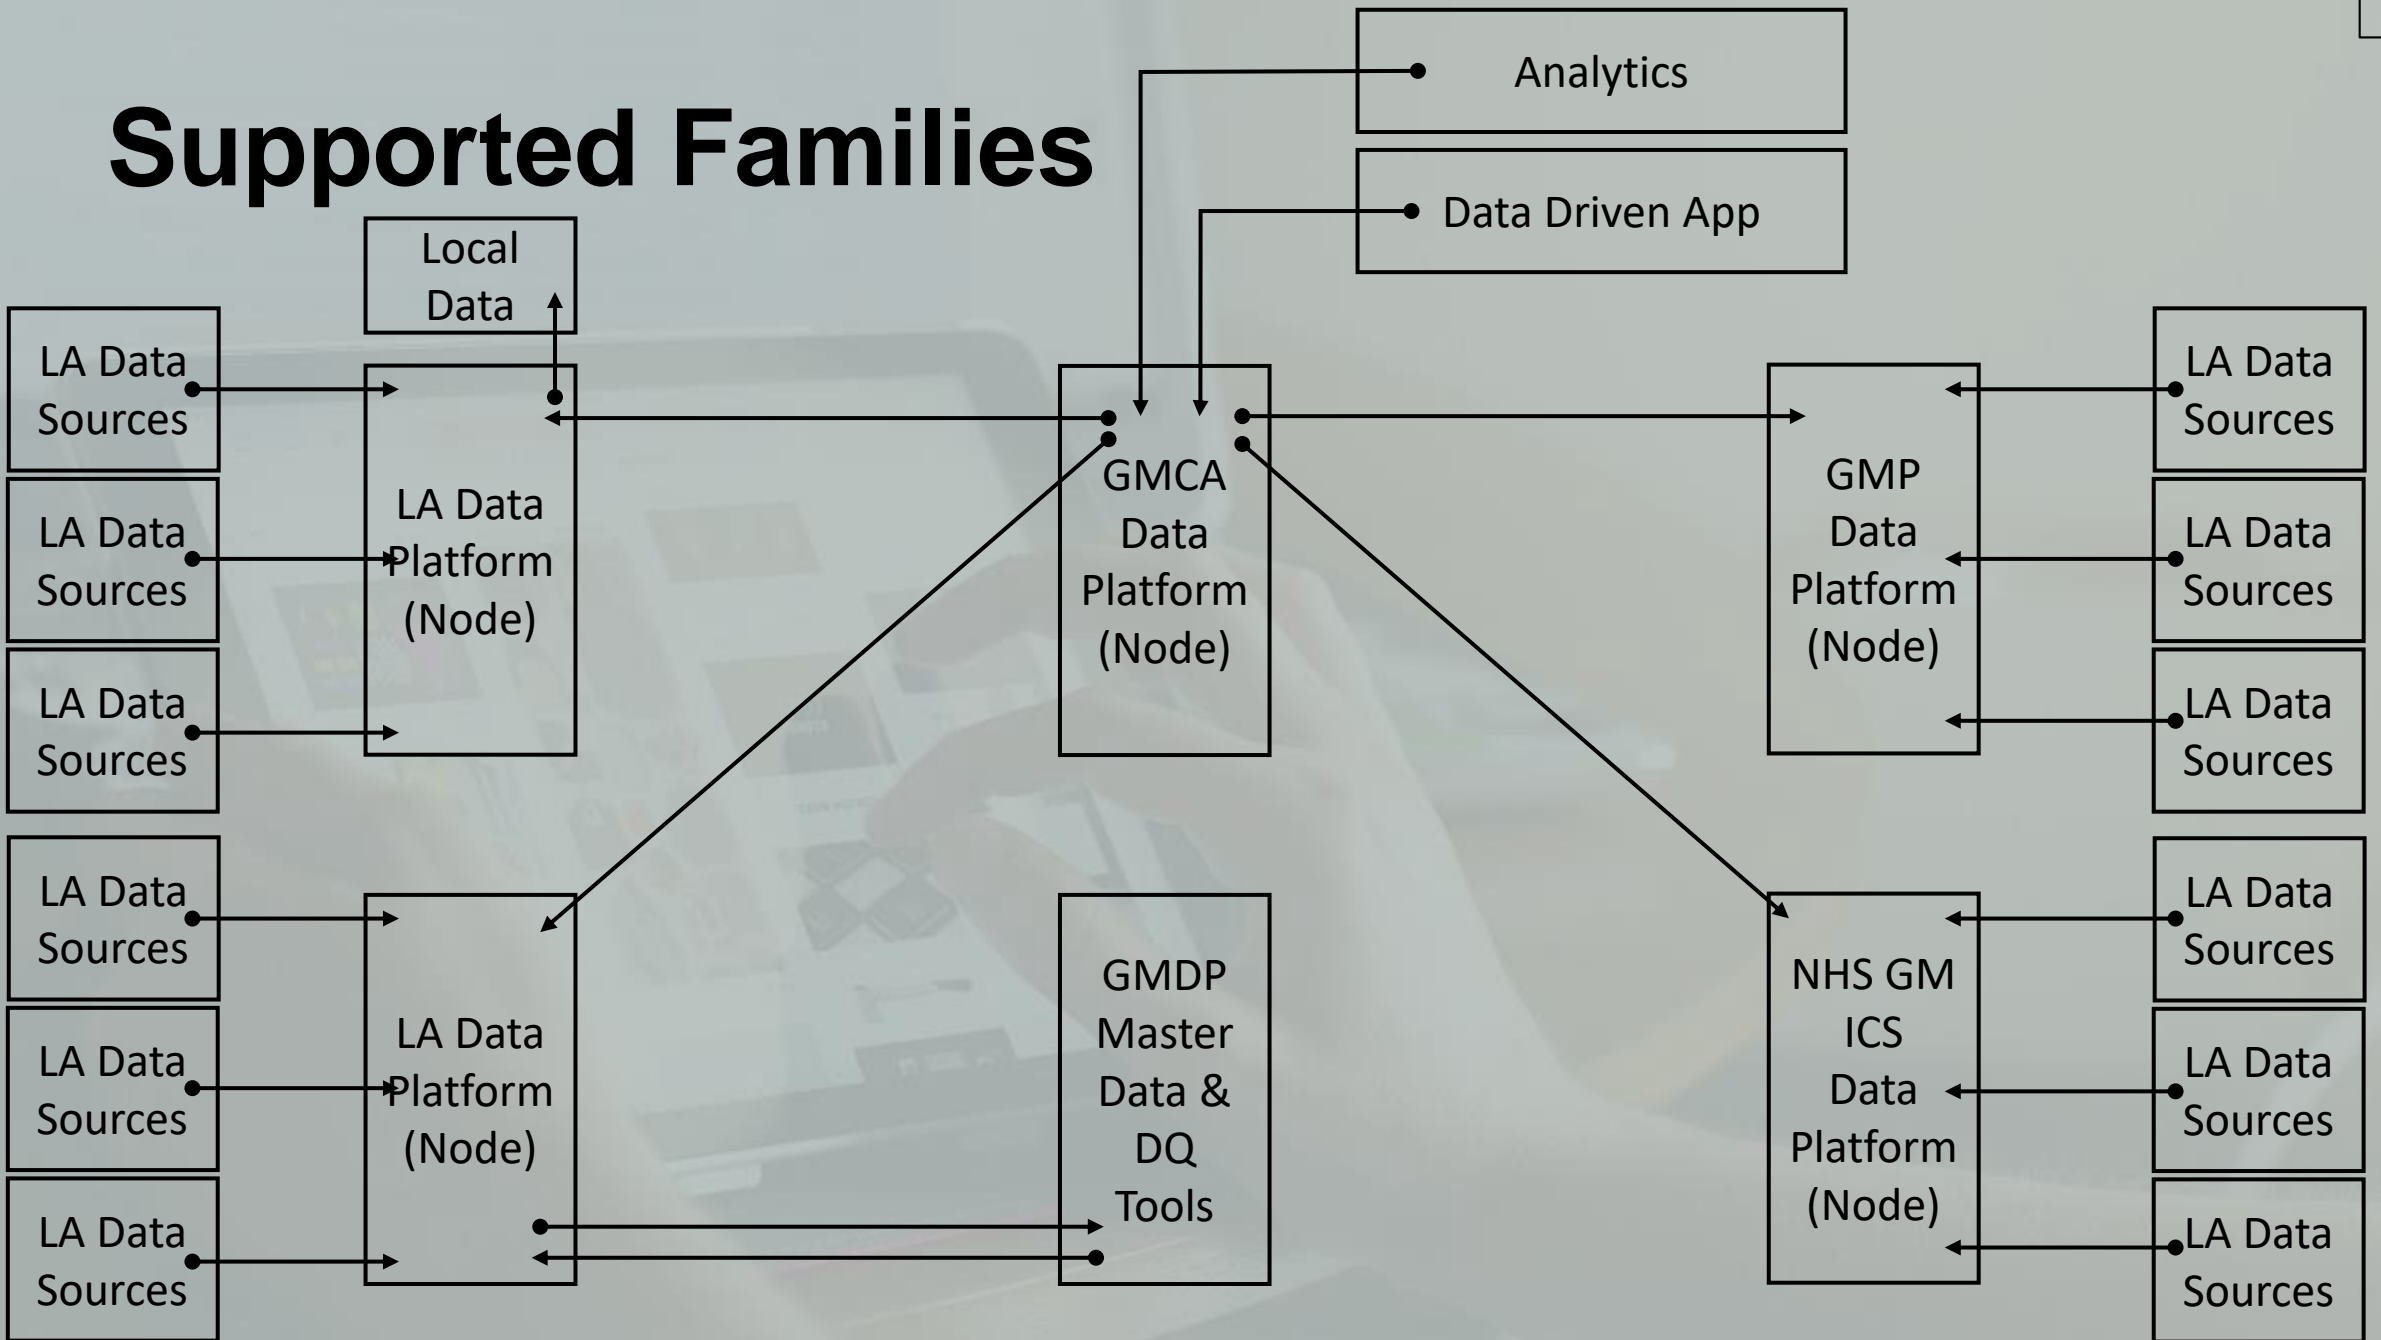 Supported Families
Analytics
Data Driven App
Local
Data
LA Data
Sources
LA Data
Sources
LA Data
Sources
LA Data
Platform
(Node)
GMCA
Data
Platform
(Node)
GMP
Data
Platform
(Node)
LA Data
Sources
LA Data
Sources
LA Data
Sources
LA Data
Sources
LA Data
Sources
LA Data
Sources
LA Data
Platform
(Node)
GMDP
Master
Data &
DQ
Tools
NHS GM
ICS
Data
Platform
(Node)
LA Data
Sources
LA Data
Sources
LA Data
Sources